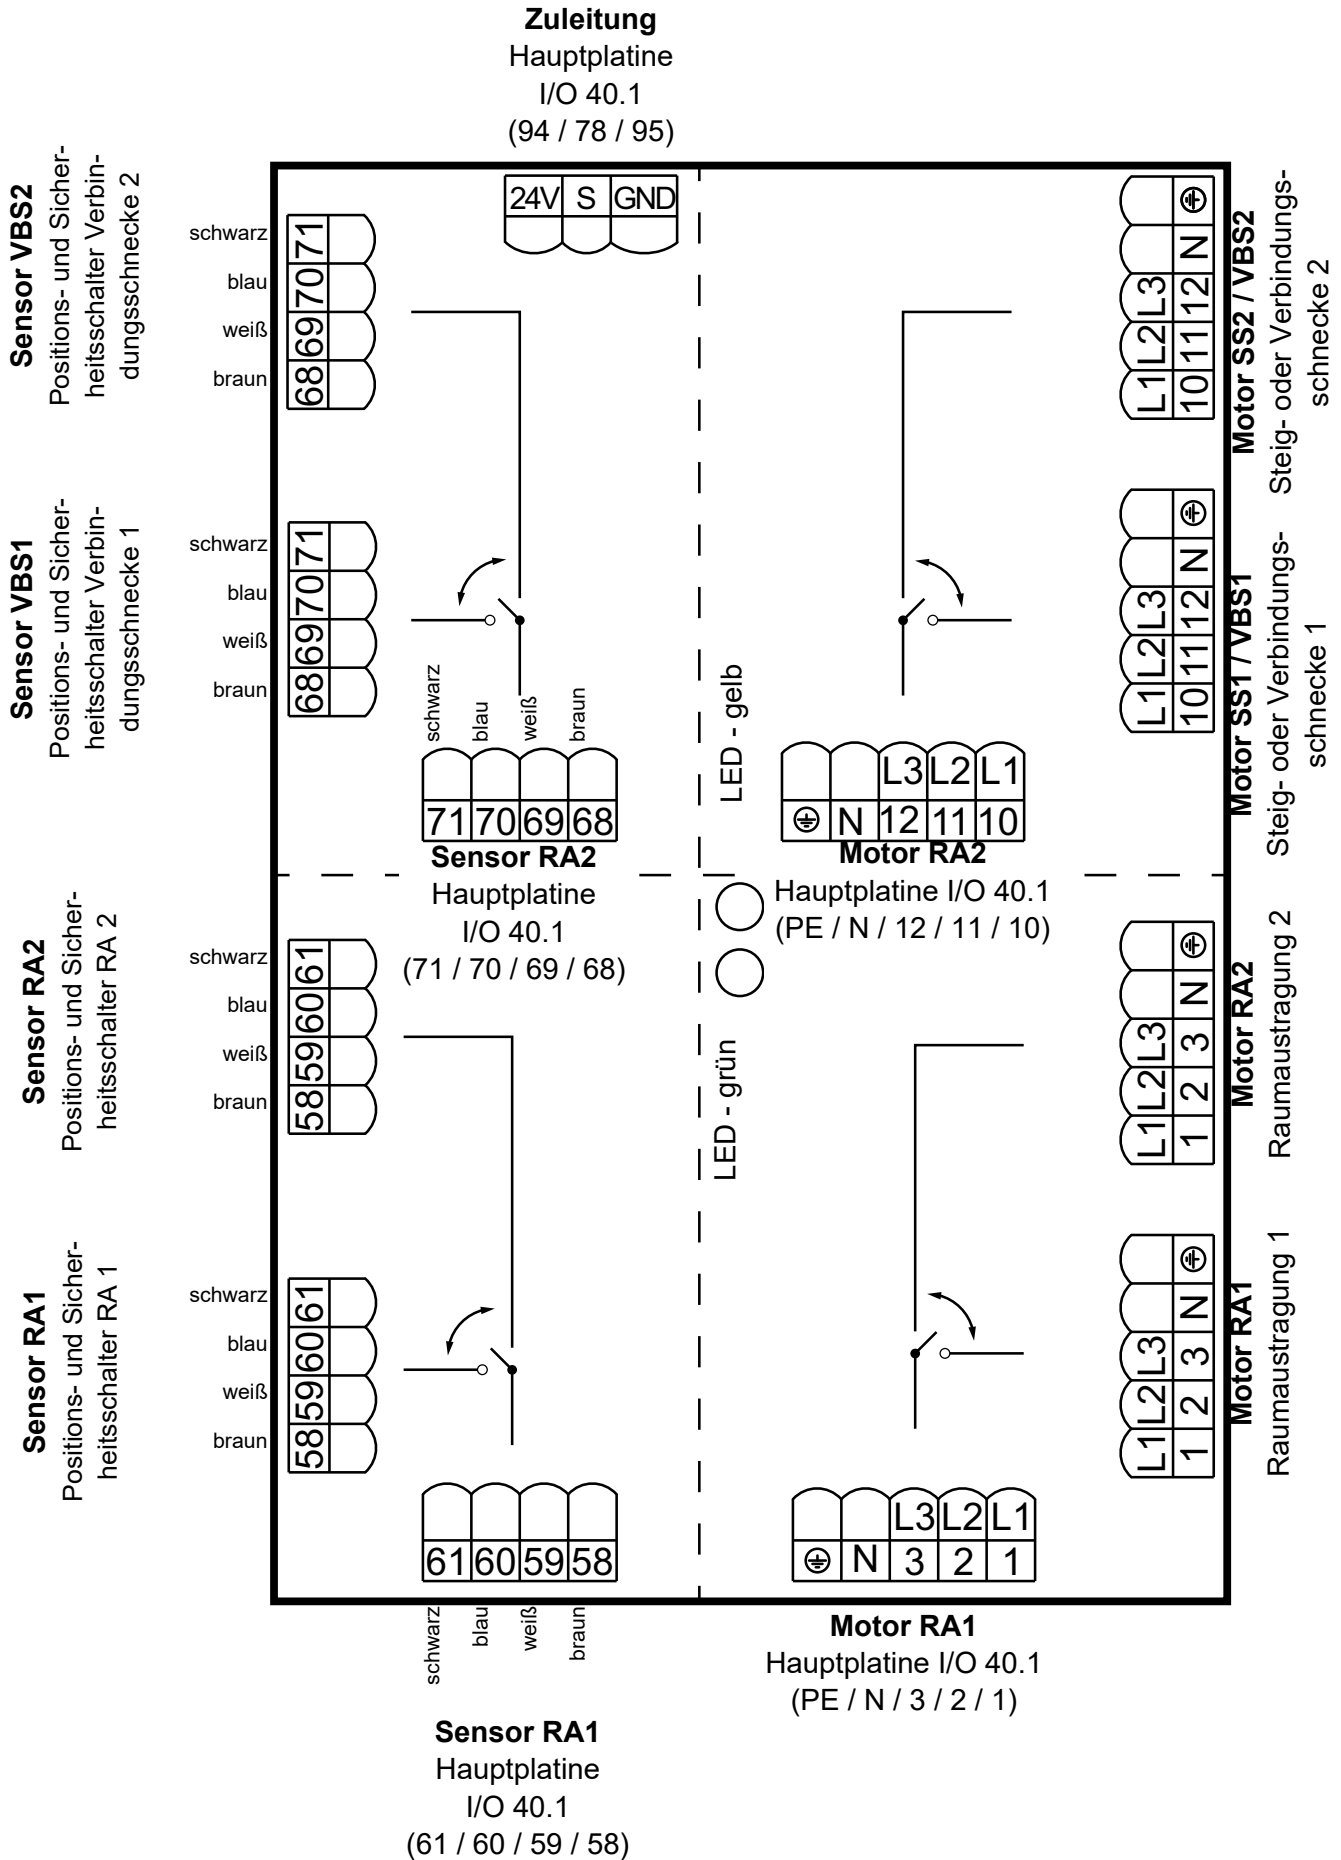 Zuleitung
Hauptplatine
I/O 40.1
(94 / 78 / 95)
24V S GND
Sensor VBS2
Positions- und Sicher-
heitsschalter Verbin-
dungsschnecke 2
schwarz
blau
weiß
braun
71
70
69
68
Sensor VBS1
Positions- und Sicher-
heitsschalter Verbin-
dungsschnecke 1
schwarz
blau
weiß
braun
71
70
69
68
schwarz
blau
weiß
braun
71 70 69 68
Sensor RA2
Hauptplatine
I/O 40.1
(71 / 70 / 69 / 68)
LED - gelb
LED - grün
N
L3 12
L2 11
L1 10
Motor SS2 / VBS2
Steig- oder Verbindungs-
schnecke 2
N
L3 12
L2 11
L1 10
Motor SS1 / VBS1
Steig- oder Verbindungs-
schnecke 1
L3 L2 L1
N 12 11 10
Motor RA2
Hauptplatine I/O 40.1
(PE / N / 12 / 11 / 10)
Sensor RA2
Positions- und Sicher-
heitsschalter RA 2
schwarz
blau
weiß
braun
61
60
59
58
Sensor RA1
Positions- und Sicher-
heitsschalter RA 1
schwarz
blau
weiß
braun
61
60
59
58
N
L3 3
L2 2
L1 1
Motor RA2
Raumaustragung 2
N
L3 3
L2 2
L1 1
Motor RA1
Raumaustragung 1
61 60 59 58
schwarz
blau
weiß
braun
Sensor RA1
Hauptplatine
I/O 40.1
(61 / 60 / 59 / 58)
L3 L2 L1
N 3 2 1
Motor RA1
Hauptplatine I/O 40.1
(PE / N / 3 / 2 / 1)